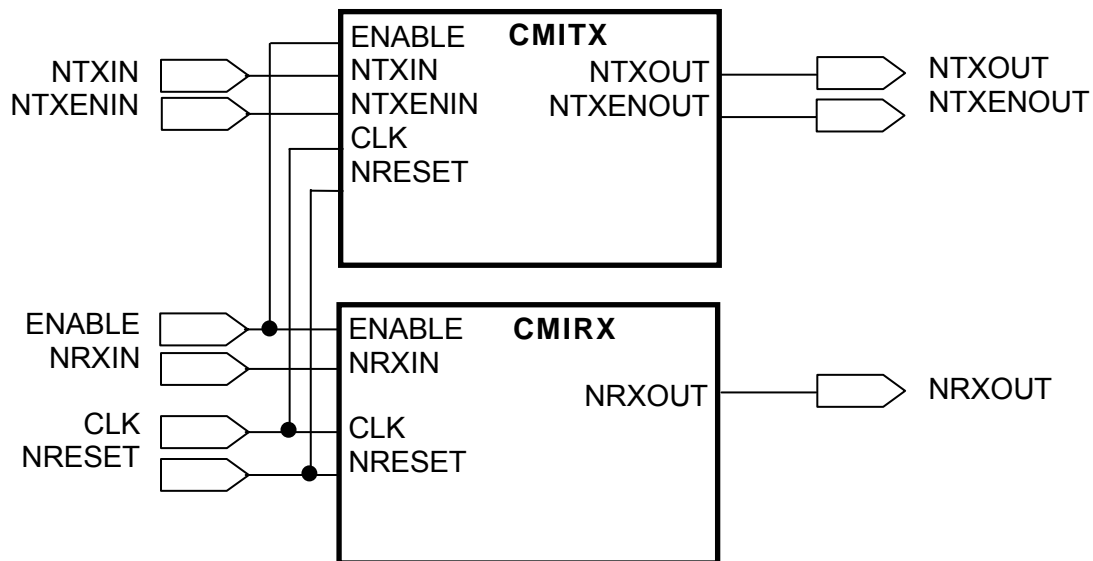 CMITX
ENABLE
NTXIN
NTXENIN
CLK
NRESET
NTXOUT
NTXENOUT
NTXIN
NTXENIN
NTXOUT
NTXENOUT
ENABLE
NRXIN
CLK
NRESET
CMIRX
ENABLE
NRXIN
CLK
NRESET
NRXOUT
NRXOUT